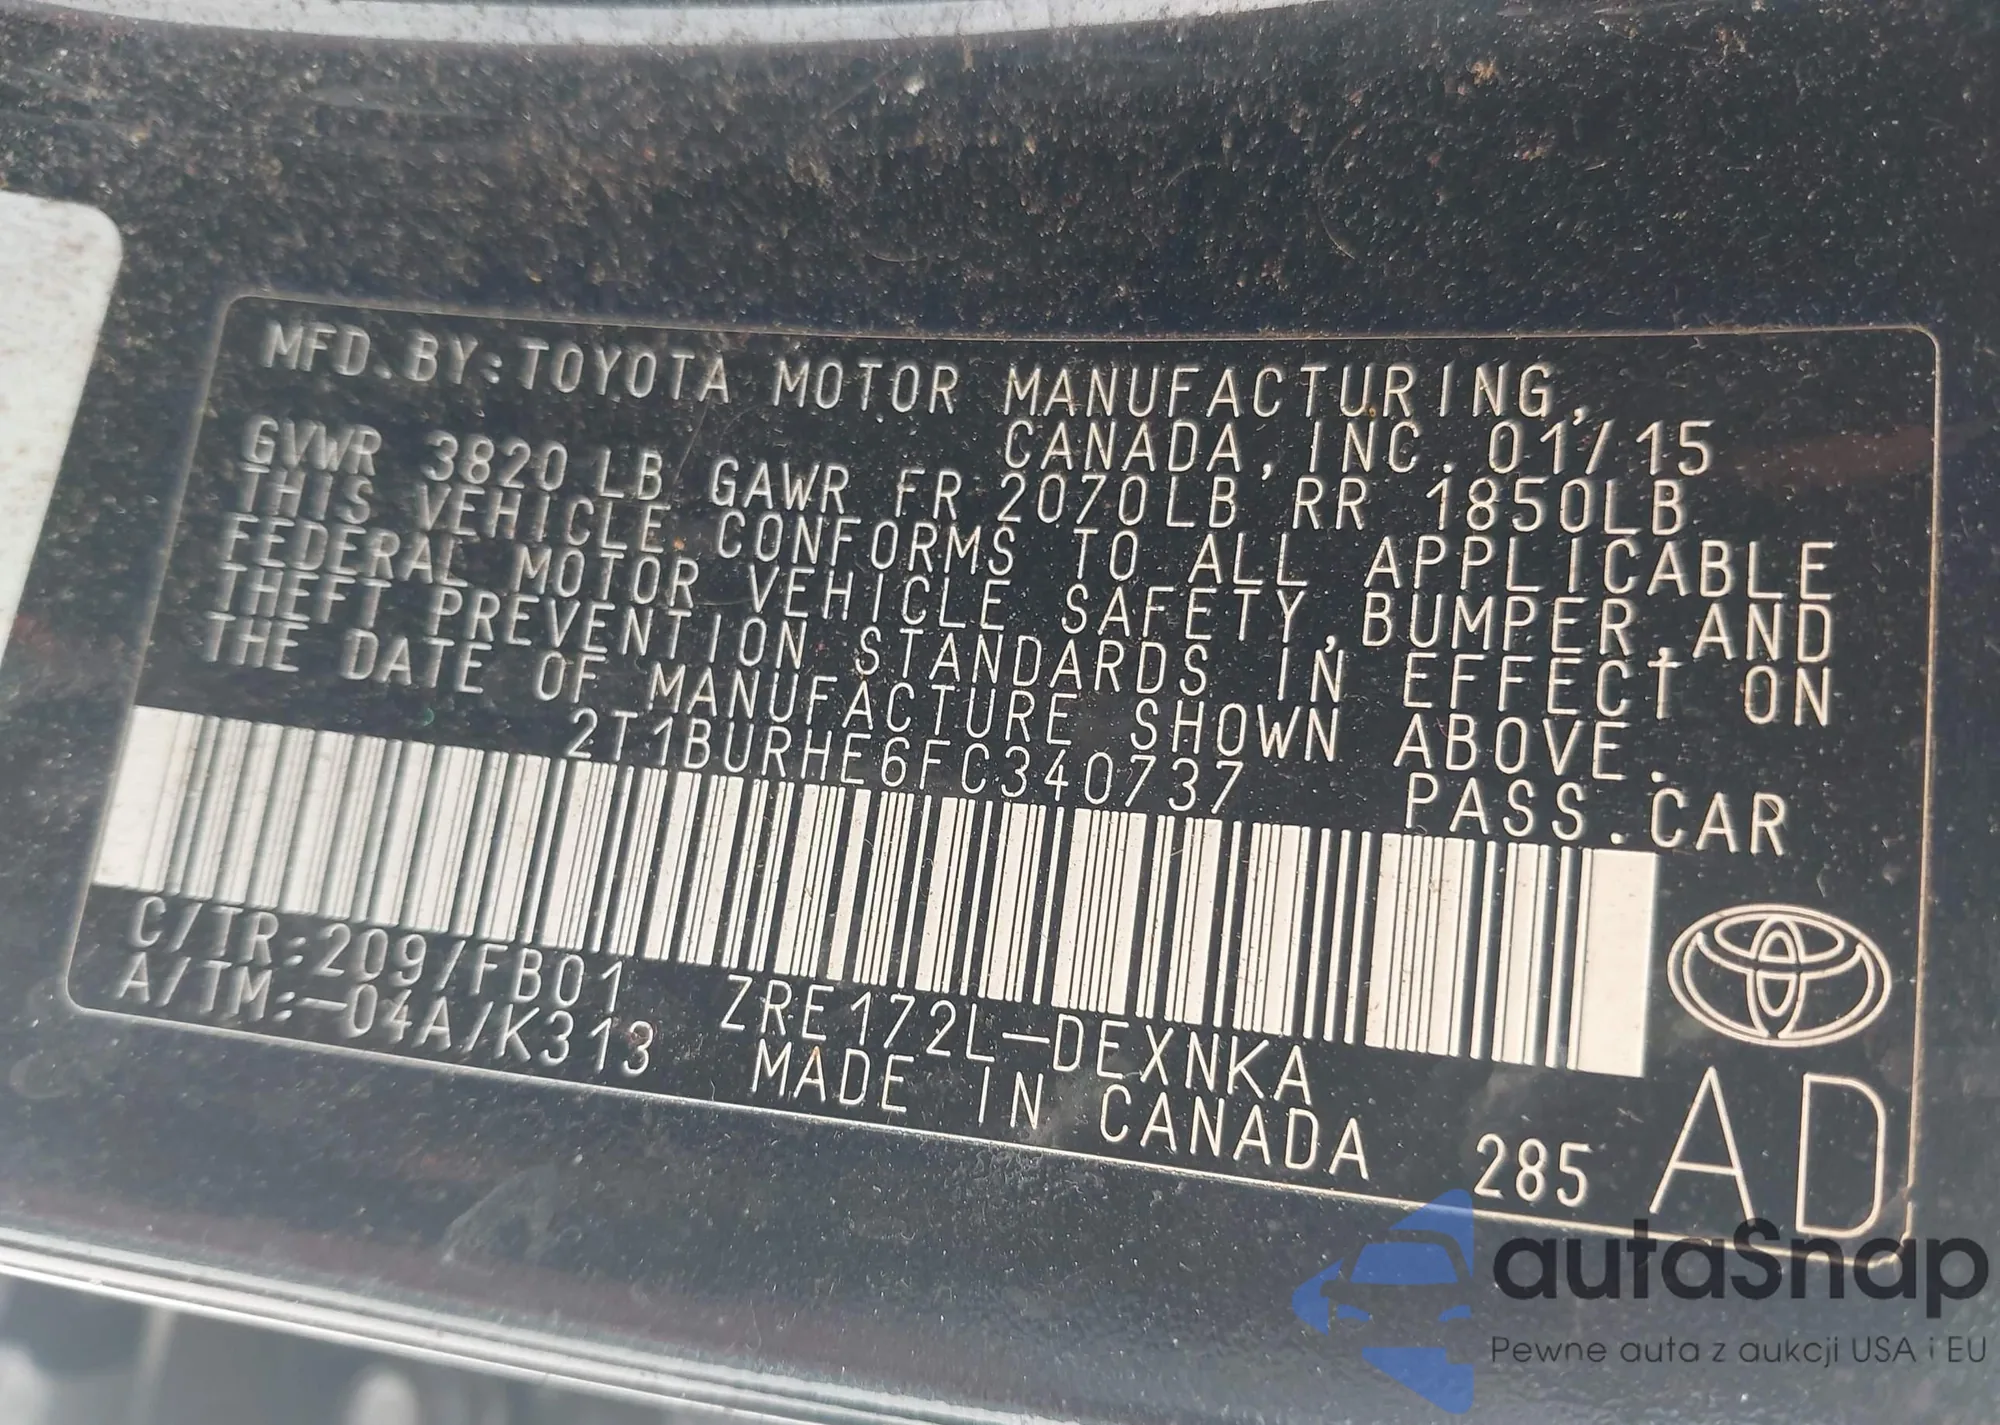 MFD.BY:TOYOTA MOTOR MANUFACTURING,
CANADA,INC.01/15
GVWR 3820 LB GAWR FR 2070LB RR 1850LB
THIS VEHICLE CONFORMS TO ALL APPLICABLE
FEDERAL MOTOR VEHICLE SAFETY,BUMPER,AND
THEFT PREVENTION STANDARDS IN EFFECT ON
THE DATE OF MANUFACTURE SHOWN ABOVE.
2T1BURHE6FC340737 PASS.CAR
C/TR:209/FB01 ZRE172L-DEXNKA
A/TM:-04A/K313 MADE IN CANADA 285 AD
autaSnap
Pewne auta z aukcji USA i EU